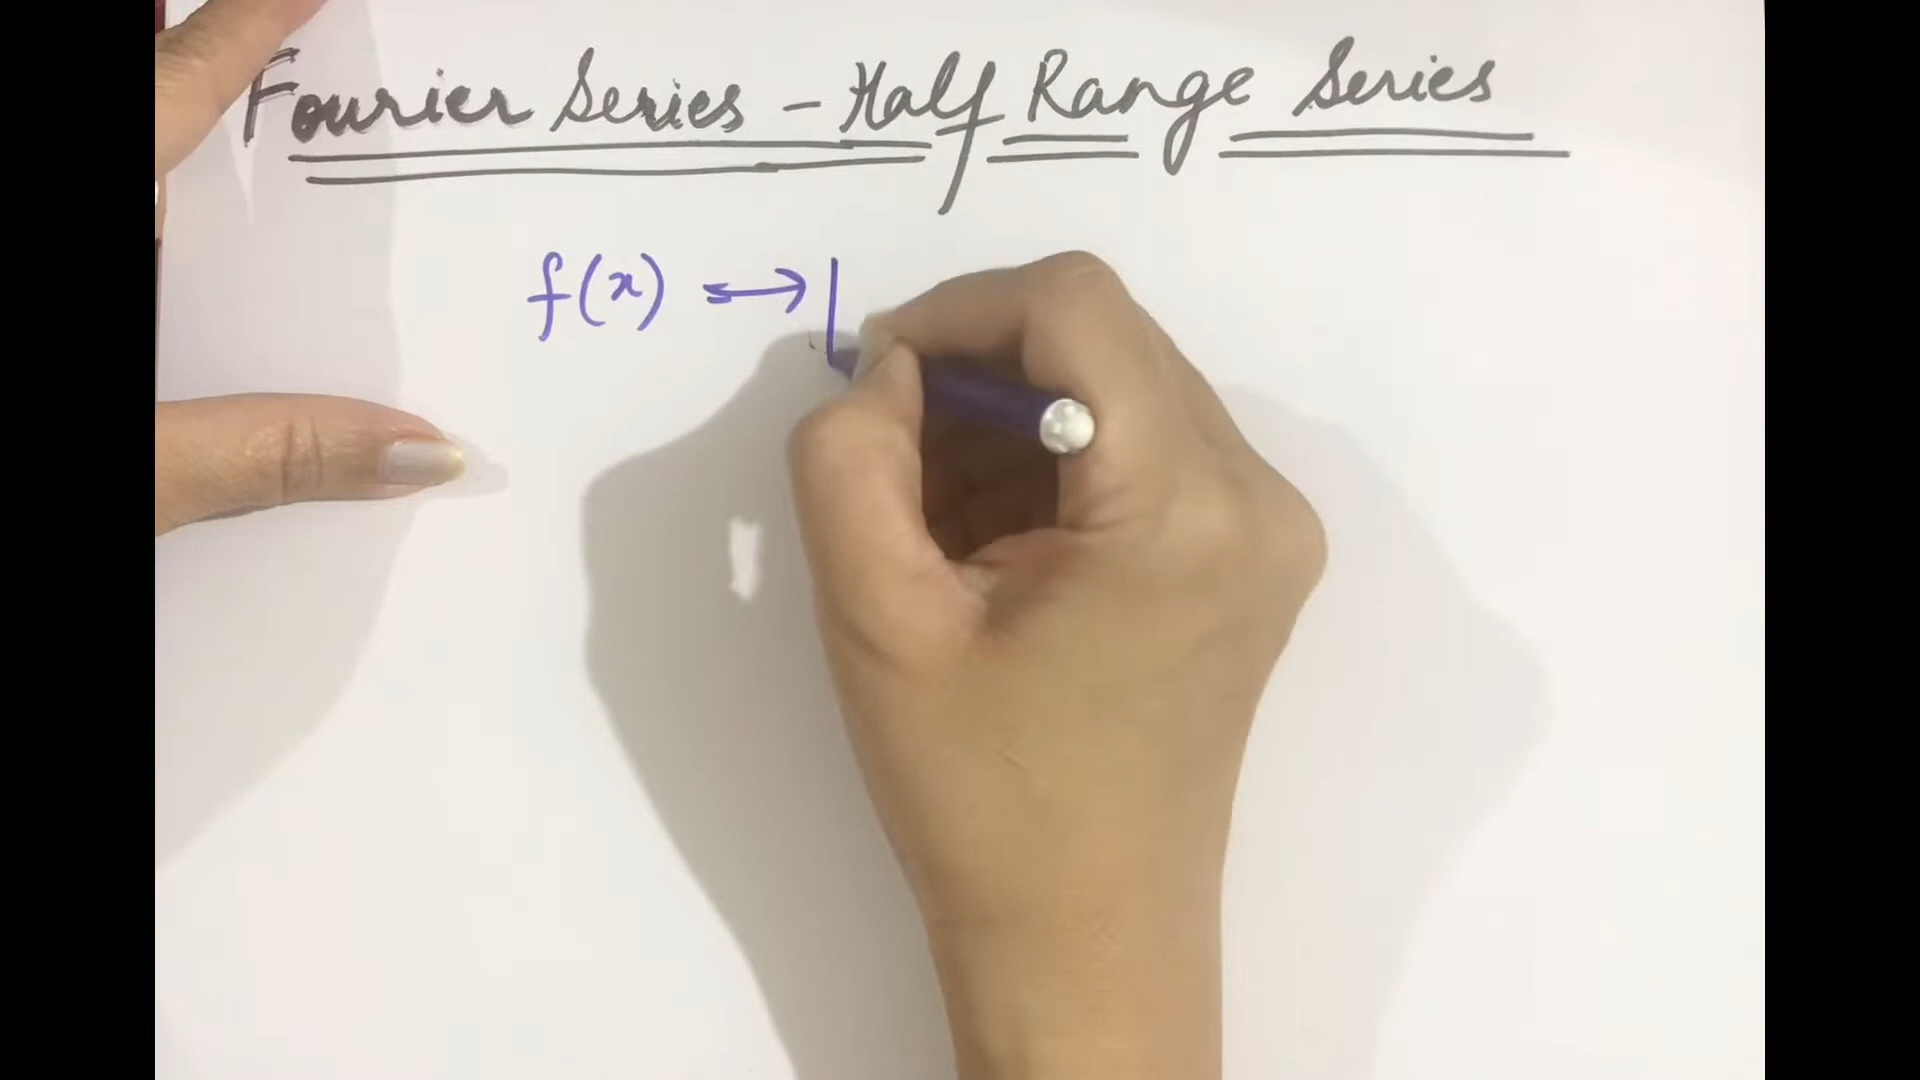 Fourier Series - Half Range Series
f(x) →